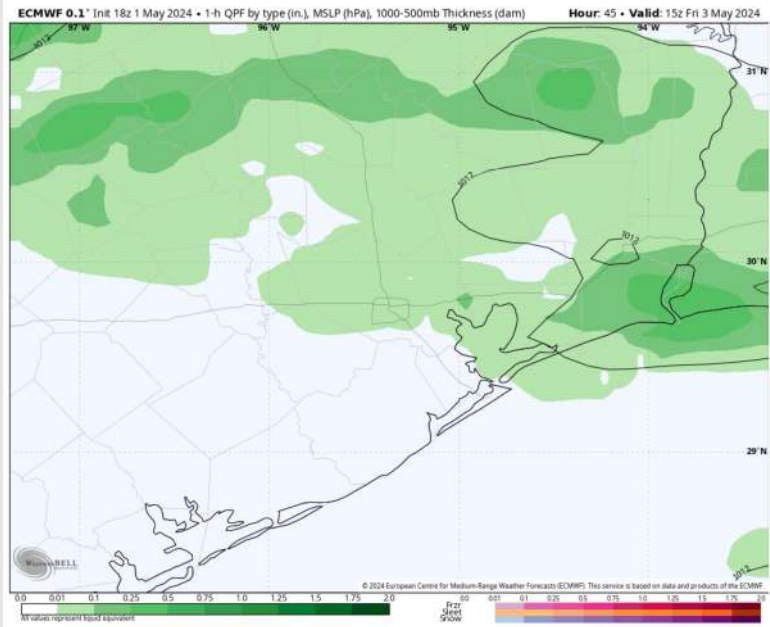 ECMWF 0.1° Init 18z 1 May 2024 • 1-h QPF by type (in.), MSLP (hPa), 1000-500mb Thickness (dam)
Hour: 45 • Valid: 15z Fri 3 May 2024
97°W 96°W 95°W 94°W
1012
31°N
1012
1012
30°N
29°N
1012
WeatherBELL
© 2024 European Centre for Medium-Range Weather Forecasts (ECMWF). This service is based on data and products of the ECMWF.
0.0 0.01 0.1 0.25 0.5 0.75 1.0 1.25 1.5 1.75 2.0
All values represent liquid equivalent
0.0 0.01 0.1 0.25 0.5 0.75 1.0 1.25 1.5 1.75 2.0
Frzr
Sleet
Snow